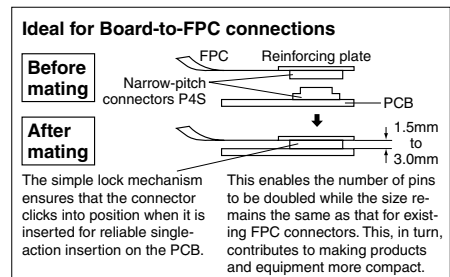 Ideal for Board-to-FPC connections
Before
mating
FPC
Reinforcing plate
Narrow-pitch
connectors P4S
PCB
After
mating
1.5mm
to
3.0mm
The simple lock mechanism
ensures that the connector
clicks into position when it is
inserted for reliable single-
action insertion on the PCB.
This enables the number of pins
to be doubled while the size re-
mains the same as that for exist-
ing FPC connectors. This, in turn,
contributes to making products
and equipment more compact.